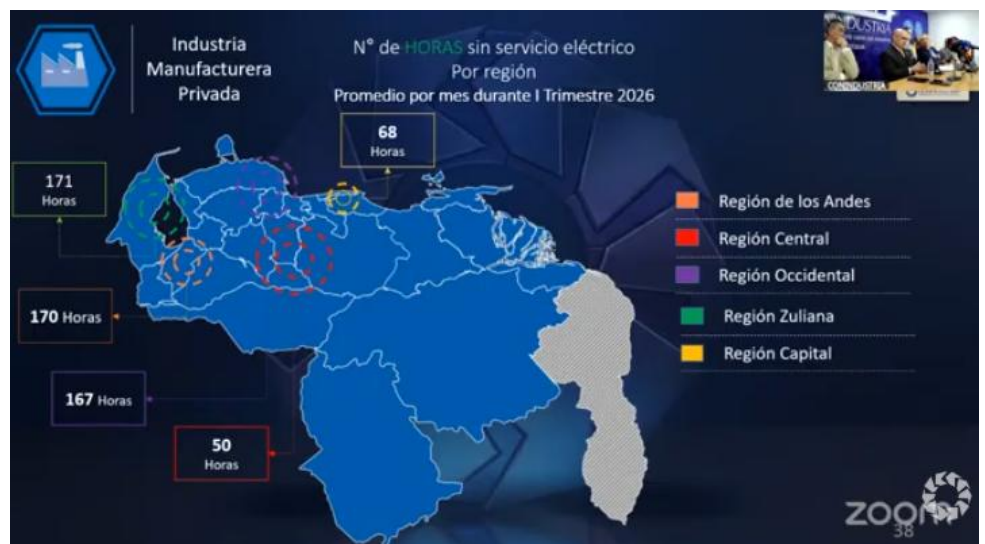 Industria
Manufacturera
Privada
N° de HORAS sin servicio eléctrico
Por región
Promedio por mes durante I Trimestre 2026
CONINDUSTRIA
68
Horas
171
Horas
170 Horas
167 Horas
50
Horas
Región de los Andes
Región Central
Región Occidental
Región Zuliana
Región Capital
zoom
38